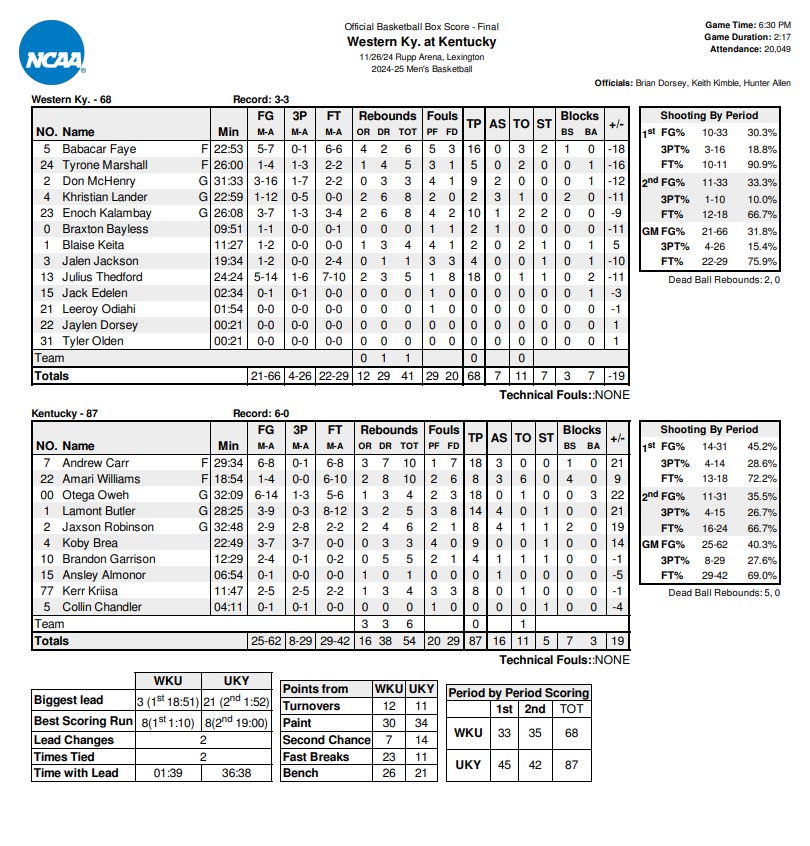 NCAA
Official Basketball Box Score - Final
Western Ky. at Kentucky
11/26/24 Rupp Arena, Lexington
2024-25 Men's Basketball
Game Time: 6:30 PM
Game Duration: 2:17
Attendance: 20,049
Officials: Brian Dorsey, Keith Kimble, Hunter Allen
Western Ky. - 68 Record: 3-3
FG 3P FT Rebounds Fouls Blocks
NO. Name Min M-A M-A M-A OR DR TOT PF FD TP AS TO ST BS BA +/-
5 Babacar Faye F 22:53 5-7 0-1 6-6 4 2 6 5 3 16 0 3 2 1 0 -18
24 Tyrone Marshall F 26:00 1-4 1-3 2-2 1 4 5 3 1 5 0 2 0 0 1 -16
2 Don McHenry G 31:33 3-16 1-7 2-2 0 3 3 4 1 9 2 0 0 0 1 -12
4 Khristian Lander G 22:59 1-12 0-5 0-0 2 6 8 2 0 2 3 1 0 2 0 -11
23 Enoch Kalambay G 26:08 3-7 1-3 3-4 2 6 8 4 2 10 1 2 2 0 0 -9
0 Braxton Bayless 09:51 1-1 0-0 0-1 0 0 0 1 1 2 1 0 0 0 0 -11
1 Blaise Keita 11:27 1-2 0-0 0-0 1 3 4 4 1 2 0 2 1 0 1 5
3 Jalen Jackson 19:34 1-2 0-0 2-4 0 1 1 3 3 4 0 0 1 0 1 -10
13 Julius Thedford 24:24 5-14 1-6 7-10 2 3 5 1 8 18 0 1 1 0 2 -11
15 Jack Edelen 02:34 0-1 0-1 0-0 0 0 0 1 0 0 0 0 0 0 1 -3
21 Leeroy Odiahi 01:54 0-0 0-0 0-0 0 0 0 1 0 0 0 0 0 0 0 -1
22 Jaylen Dorsey 00:21 0-0 0-0 0-0 0 0 0 0 0 0 0 0 0 0 0 1
31 Tyler Olden 00:21 0-0 0-0 0-0 0 0 0 0 0 0 0 0 0 0 0 1
Team 0 1 1 0 0
Totals 21-66 4-26 22-29 12 29 41 29 20 68 7 11 7 3 7 -19
Technical Fouls::NONE
Shooting By Period
1st FG% 10-33 30.3%
3PT% 3-16 18.8%
FT% 10-11 90.9%
2nd FG% 11-33 33.3%
3PT% 1-10 10.0%
FT% 12-18 66.7%
GM FG% 21-66 31.8%
3PT% 4-26 15.4%
FT% 22-29 75.9%
Dead Ball Rebounds: 2, 0
Kentucky - 87 Record: 6-0
FG 3P FT Rebounds Fouls Blocks
NO. Name Min M-A M-A M-A OR DR TOT PF FD TP AS TO ST BS BA +/-
7 Andrew Carr F 29:34 6-8 0-1 6-8 3 7 10 1 7 18 3 0 0 1 0 21
22 Amari Williams F 18:54 1-4 0-0 6-10 2 8 10 2 6 8 3 6 0 4 0 9
00 Otega Oweh G 32:09 6-14 1-3 5-6 1 3 4 2 3 18 0 1 0 0 3 22
1 Lamont Butler G 28:25 3-9 0-3 8-12 3 2 5 3 8 14 4 0 1 0 0 21
2 Jaxson Robinson G 32:48 2-9 2-8 2-2 2 4 6 2 1 8 4 1 1 2 0 19
4 Koby Brea 22:49 3-7 3-7 0-0 0 3 3 4 0 9 0 0 1 0 0 14
10 Brandon Garrison 12:29 2-4 0-1 0-2 0 5 5 2 1 4 1 1 1 0 0 -1
15 Ansley Almonor 06:54 0-1 0-0 0-0 1 0 1 0 0 0 0 1 0 0 0 -5
77 Kerr Kriisa 11:47 2-5 2-5 2-2 1 3 4 3 3 8 0 1 0 0 0 -1
5 Collin Chandler 04:11 0-1 0-1 0-0 0 0 0 1 0 0 0 0 1 0 0 -4
Team 3 3 6 0 1
Totals 25-62 8-29 29-42 16 38 54 20 29 87 16 11 5 7 3 19
Technical Fouls::NONE
Shooting By Period
1st FG% 14-31 45.2%
3PT% 4-14 28.6%
FT% 13-18 72.2%
2nd FG% 11-31 35.5%
3PT% 4-15 26.7%
FT% 16-24 66.7%
GM FG% 25-62 40.3%
3PT% 8-29 27.6%
FT% 29-42 69.0%
Dead Ball Rebounds: 5, 0
WKU UKY
Biggest lead 3 (1st 18:51) 21 (2nd 1:52)
Best Scoring Run 8(1st 1:10) 8(2nd 19:00)
Lead Changes 2
Times Tied 2
Time with Lead 01:39 36:38
Points from WKU UKY
Turnovers 12 11
Paint 30 34
Second Chance 7 14
Fast Breaks 23 11
Bench 26 21
Period by Period Scoring
1st 2nd TOT
WKU 33 35 68
UKY 45 42 87